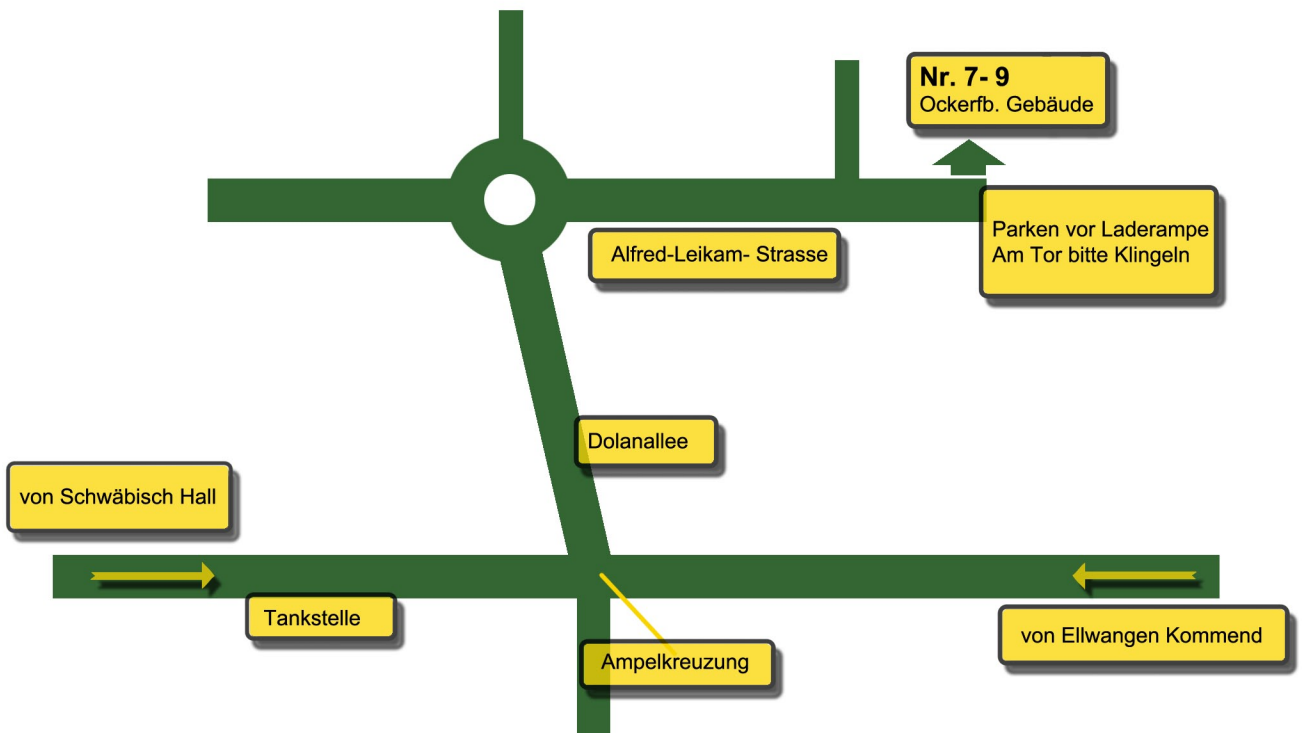 Nr. 7- 9
Ockerfb. Gebäude
Parken vor Laderampe
Am Tor bitte Klingeln
Alfred-Leikam- Strasse
Dolanallee
von Schwäbisch Hall
Tankstelle
von Ellwangen Kommend
Ampelkreuzung